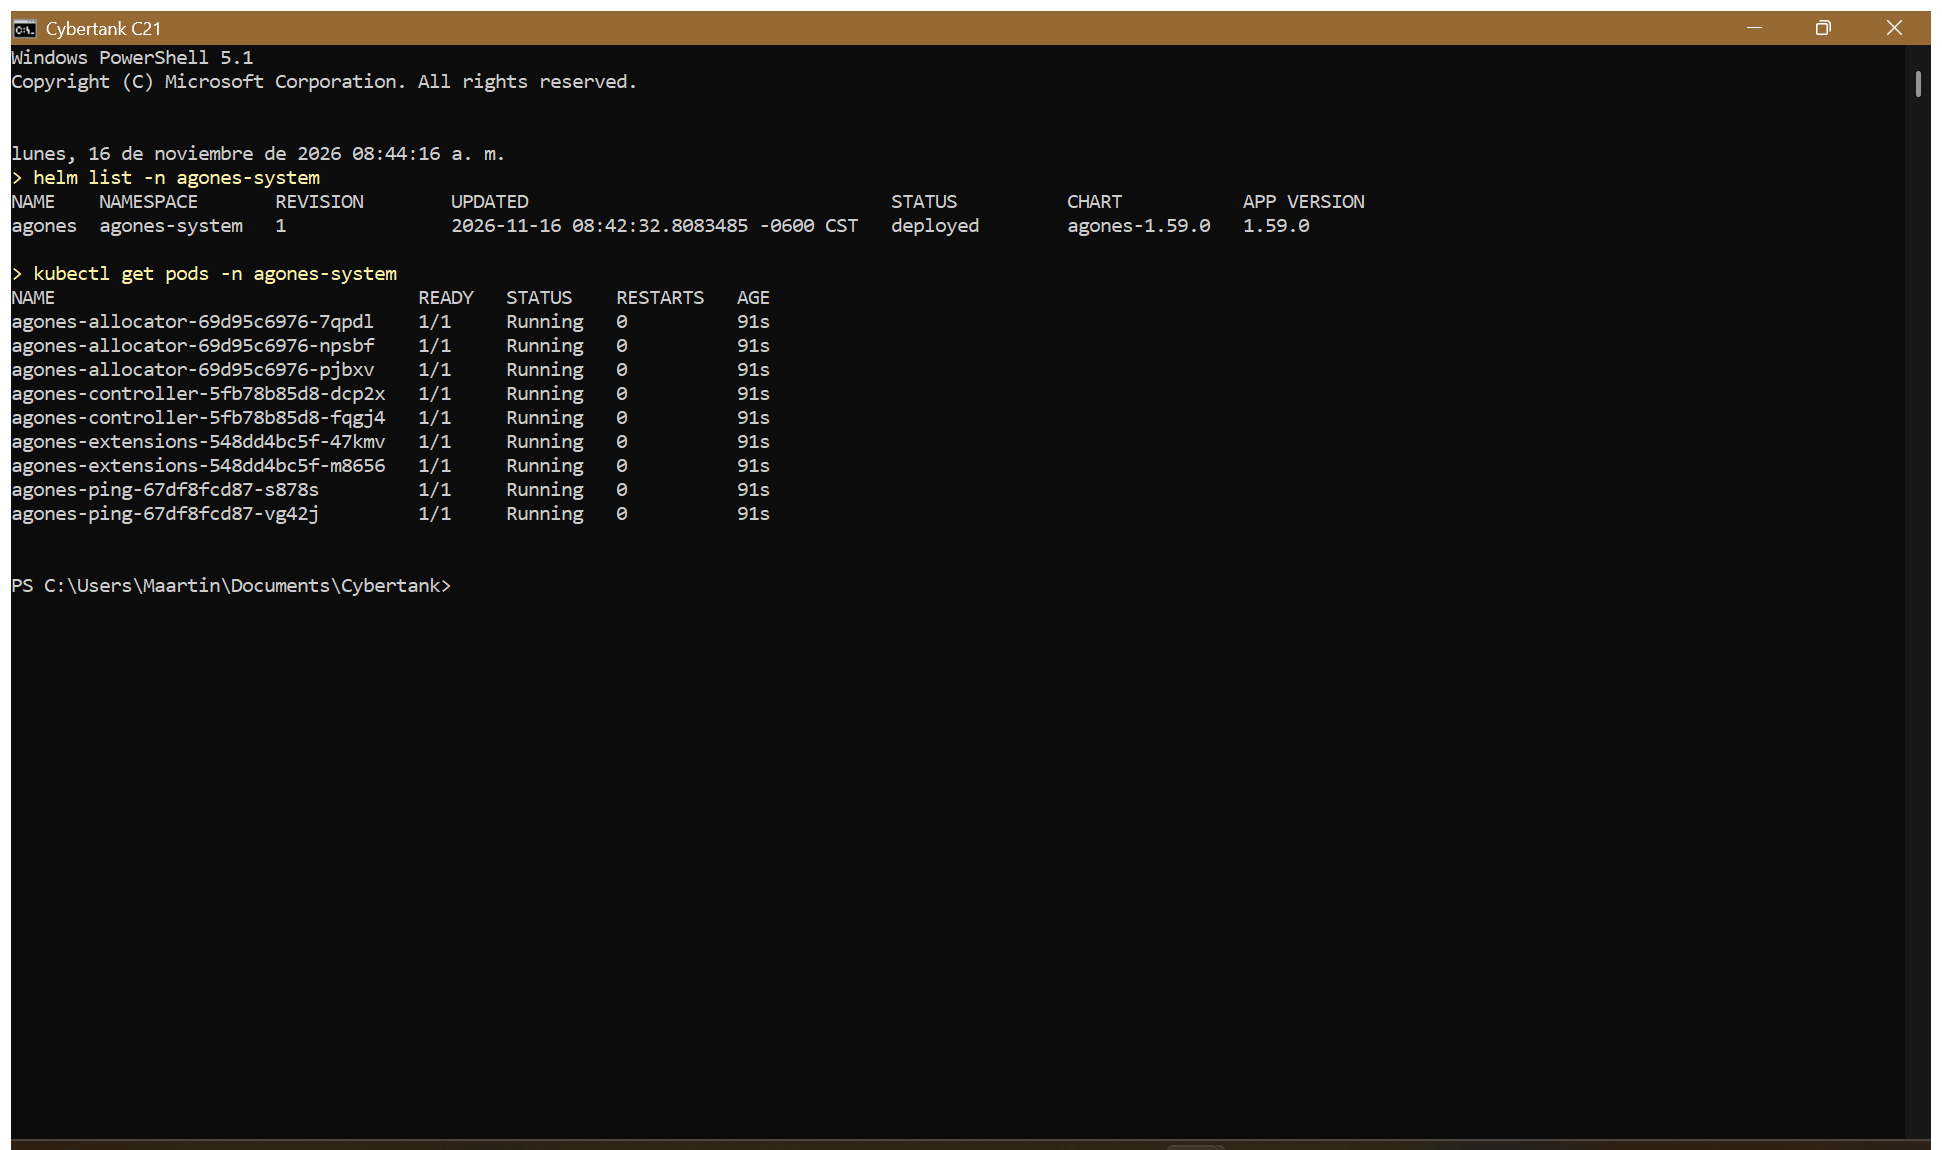 Cybertank C21
Windows PowerShell 5.1
Copyright (C) Microsoft Corporation. All rights reserved.
lunes, 16 de noviembre de 2026 08:44:16 a. m.
> helm list -n agones-system
NAME    NAMESPACE       REVISION        UPDATED                                 STATUS          CHART           APP VERSION
agones  agones-system   1               2026-11-16 08:42:32.8083485 -0600 CST   deployed        agones-1.59.0   1.59.0
> kubectl get pods -n agones-system
NAME                                 READY   STATUS    RESTARTS   AGE
agones-allocator-69d95c6976-7qpdl    1/1     Running   0          91s
agones-allocator-69d95c6976-npsbf    1/1     Running   0          91s
agones-allocator-69d95c6976-pjbxv    1/1     Running   0          91s
agones-controller-5fb78b85d8-dcp2x   1/1     Running   0          91s
agones-controller-5fb78b85d8-fqgj4   1/1     Running   0          91s
agones-extensions-548dd4bc5f-47kmv   1/1     Running   0          91s
agones-extensions-548dd4bc5f-m8656   1/1     Running   0          91s
agones-ping-67df8fcd87-s878s         1/1     Running   0          91s
agones-ping-67df8fcd87-vg42j         1/1     Running   0          91s
PS C:\Users\Maartin\Documents\Cybertank>